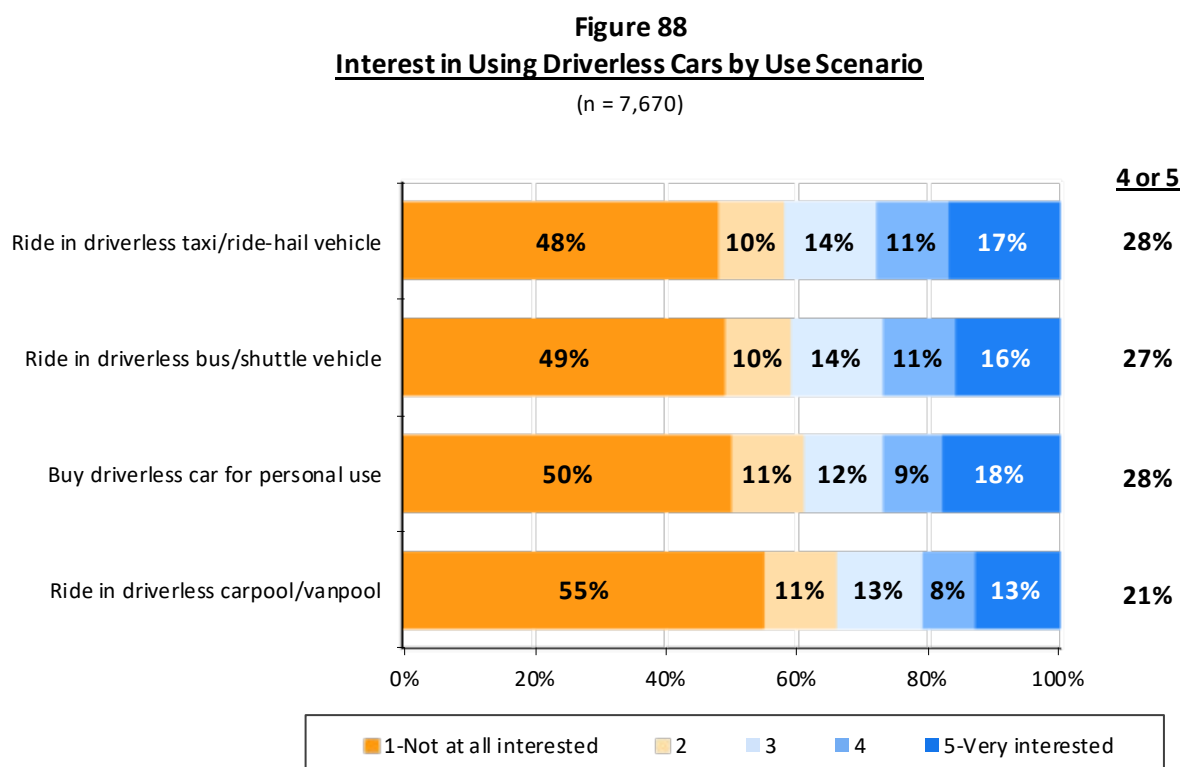 Figure 88
Interest in Using Driverless Cars by Use Scenario
(n = 7,670)
4 or 5
Ride in driverless taxi/ride-hail vehicle 48% 10% 14% 11% 17% 28%
Ride in driverless bus/shuttle vehicle 49% 10% 14% 11% 16% 27%
Buy driverless car for personal use 50% 11% 12% 9% 18% 28%
Ride in driverless carpool/vanpool 55% 11% 13% 8% 13% 21%
0% 20% 40% 60% 80% 100%
1-Not at all interested 2 3 4 5-Very interested